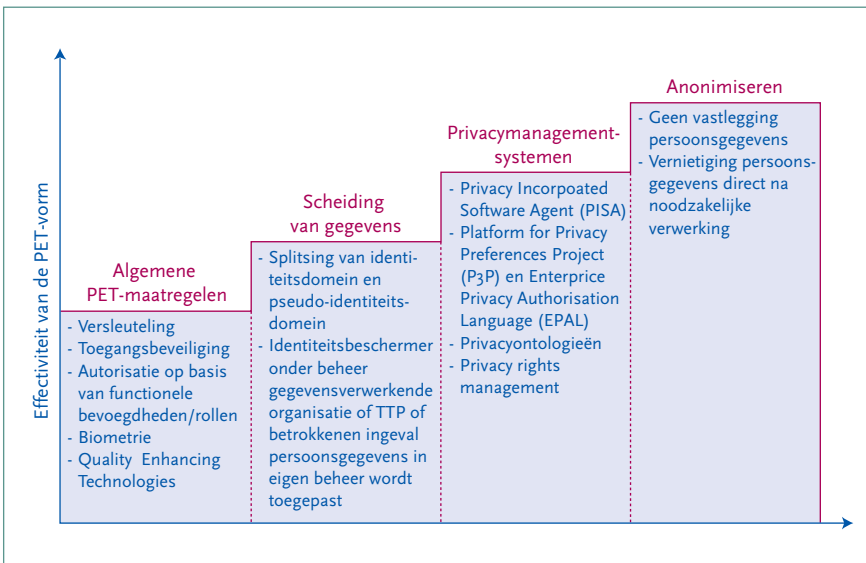 Effectiviteit van de PET-vorm
Algemene
PET-maatregelen
- Versleuteling
- Toegangsbeveiliging
- Autorisatie op basis
van functionele
bevoegdheden/rollen
- Biometrie
- Quality Enhancing
Technologies
Scheiding
van gegevens
- Splitsing van identi-
teitsdomein en
pseudo-identiteits-
domein
- Identiteitsbeschermer
onder beheer
gegevensverwerkende
organisatie of TTP of
betrokkenen ingeval
persoonsgegevens in
eigen beheer wordt
toegepast
Privacymanagement-
systemen
- Privacy Incorpoated
Software Agent (PISA)
- Platform for Privacy
Preferences Project
(P3P) en Enterprice
Privacy Authorisation
Language (EPAL)
- Privacyontologieën
- Privacy rights
management
Anonimiseren
- Geen vastlegging
persoonsgegevens
- Vernietiging persoons-
gegevens direct na
noodzakelijke
verwerking